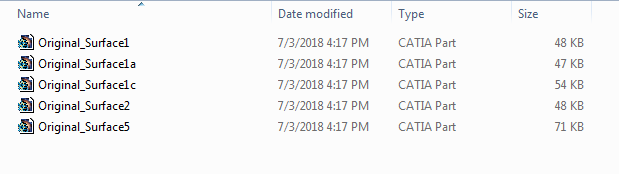 Name Date modified Type Size
Original_Surface1 7/3/2018 4:17 PM CATIA Part 48 KB
Original_Surface1a 7/3/2018 4:17 PM CATIA Part 47 KB
Original_Surface1c 7/3/2018 4:17 PM CATIA Part 54 KB
Original_Surface2 7/3/2018 4:17 PM CATIA Part 48 KB
Original_Surface5 7/3/2018 4:17 PM CATIA Part 71 KB